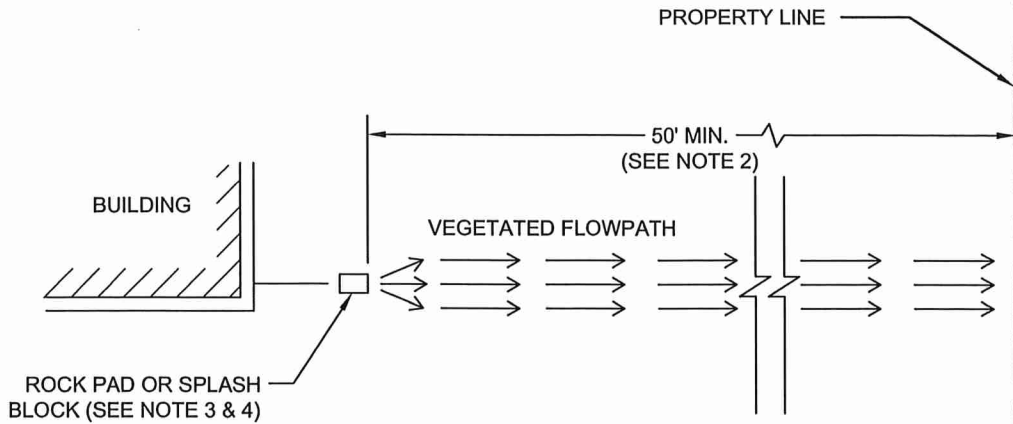 PROPERTY LINE
50' MIN.
(SEE NOTE 2)
BUILDING
VEGETATED FLOWPATH
ROCK PAD OR SPLASH
BLOCK (SEE NOTE 3 & 4)